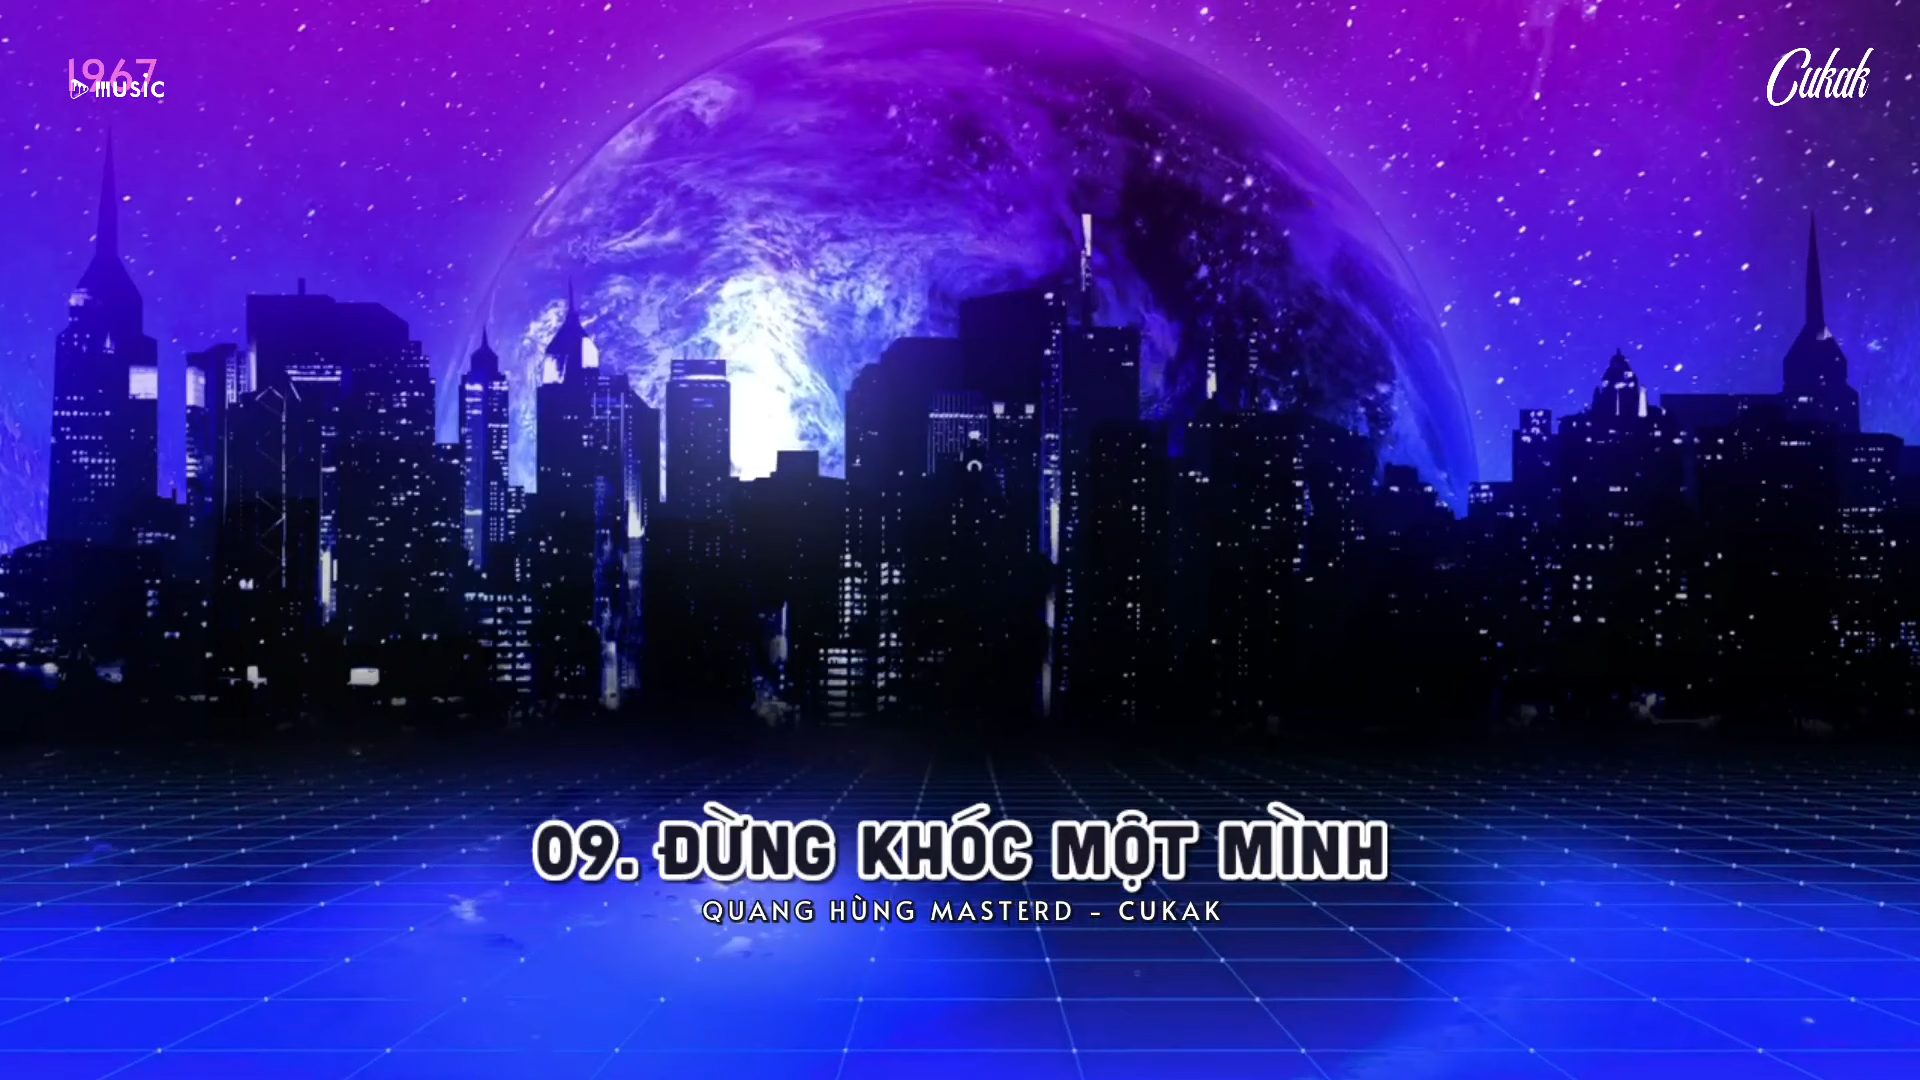 1967
music
Cukak
09. ĐỪNG KHÓC MỘT MÌNH
QUANG HÙNG MASTERD - CUKAK